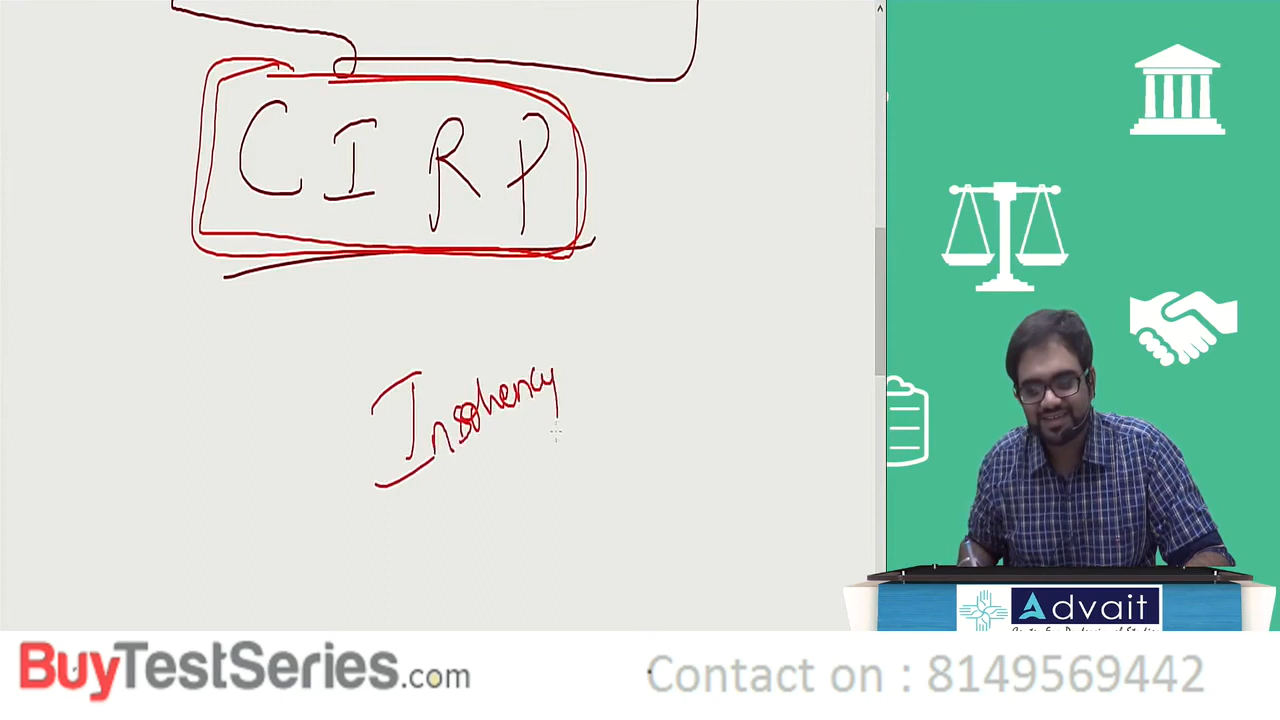 CIRP
Insolvency
Advait
BuyTestSeries.com
Contact on : 8149569442